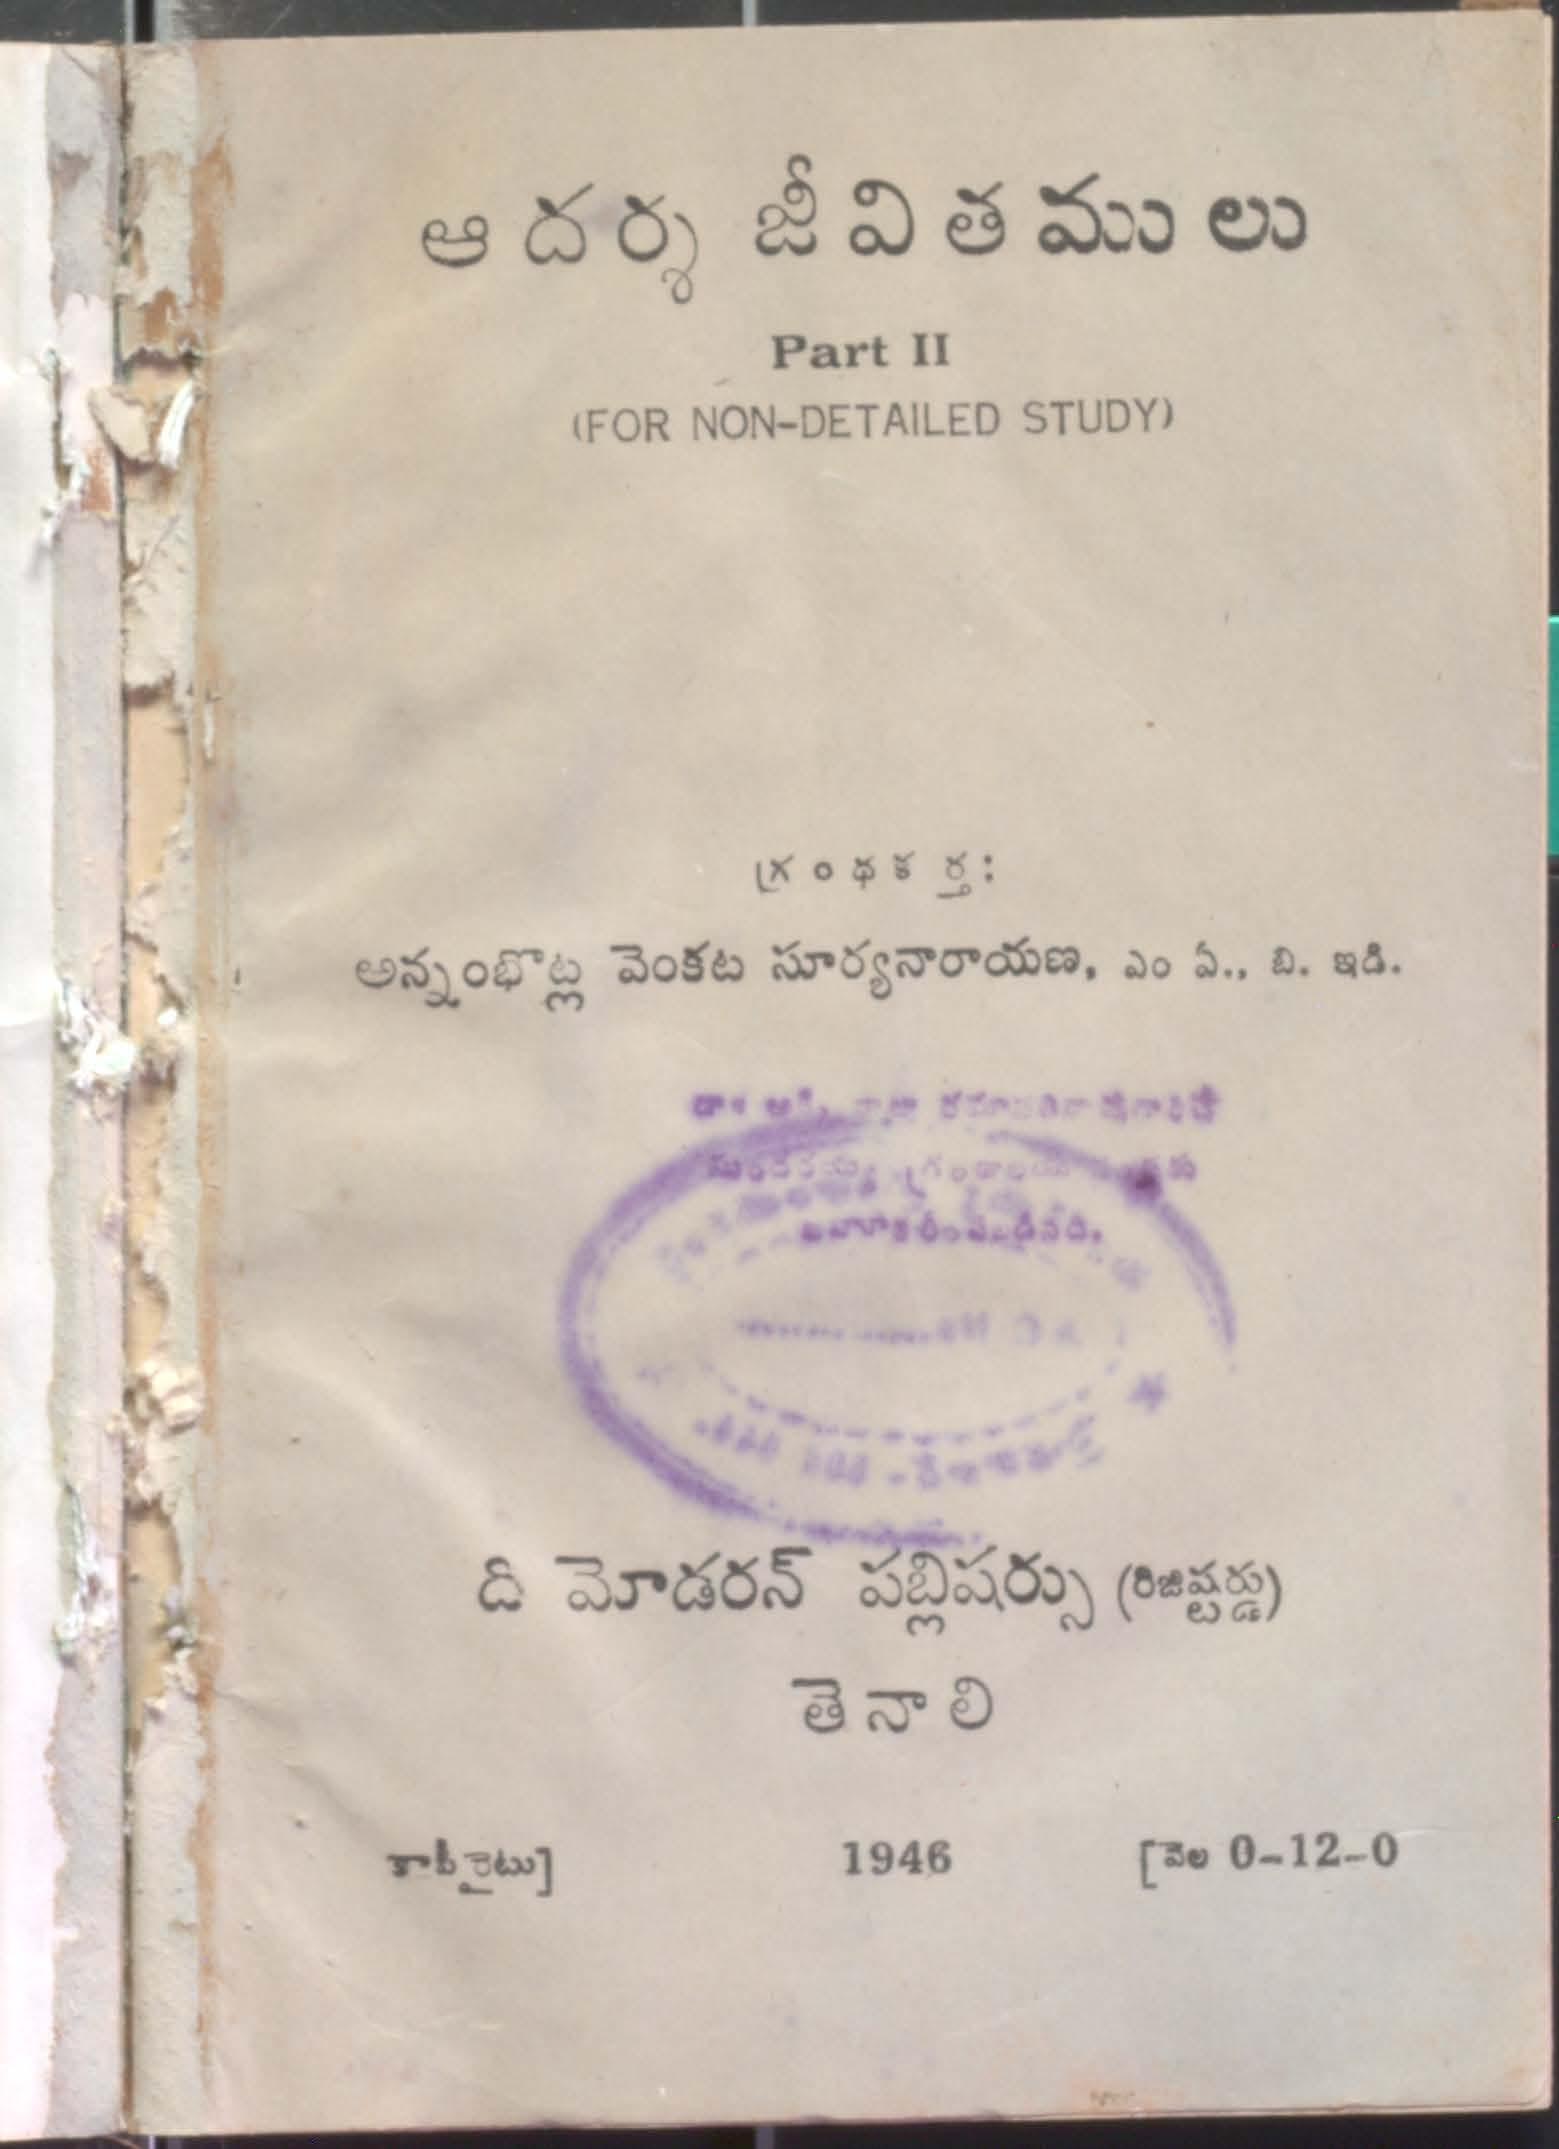 ఆదర్శ జీవితములు
Part II
(FOR NON-DETAILED STUDY)
గ్రంథకర్త:
అన్నంభొట్ల వెంకట సూర్యనారాయణ, ఎం ఏ., బి. ఇడి.
ది మోడరన్ పబ్లిషర్సు (రిజిష్టర్డు)
తెనాలి
కాపీరైటు] 1946 [వెల 0-12-0